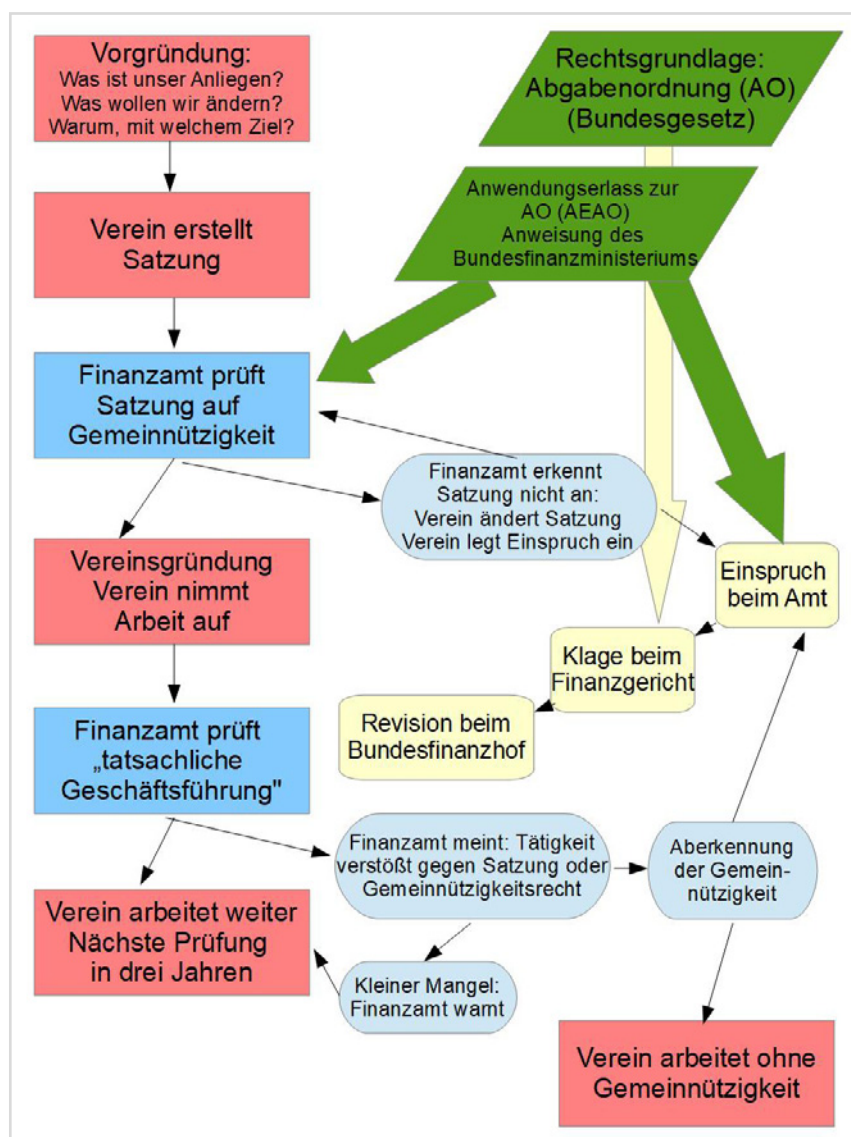 Vorgründung:
Was ist unser Anliegen?
Was wollen wir ändern?
Warum, mit welchem Ziel?
Rechtsgrundlage:
Abgabenordnung (AO)
(Bundesgesetz)
Anwendungserlass zur
AO (AEAO)
Anweisung des
Bundesfinanzministeriums
Verein erstellt
Satzung
Finanzamt prüft
Satzung auf
Gemeinnützigkeit
Finanzamt erkennt
Satzung nicht an:
Verein ändert Satzung
Verein legt Einspruch ein
Vereinsgründung
Verein nimmt
Arbeit auf
Einspruch
beim Amt
Klage beim
Finanzgericht
Revision beim
Bundesfinanzhof
Finanzamt prüft
„tatsachliche
Geschäftsführung"
Finanzamt meint: Tätigkeit
verstößt gegen Satzung oder
Gemeinnützigkeitsrecht
Aberkennung
der Gemein-
nützigkeit
Verein arbeitet weiter
Nächste Prüfung
in drei Jahren
Kleiner Mangel:
Finanzamt warnt
Verein arbeitet ohne
Gemeinnützigkeit